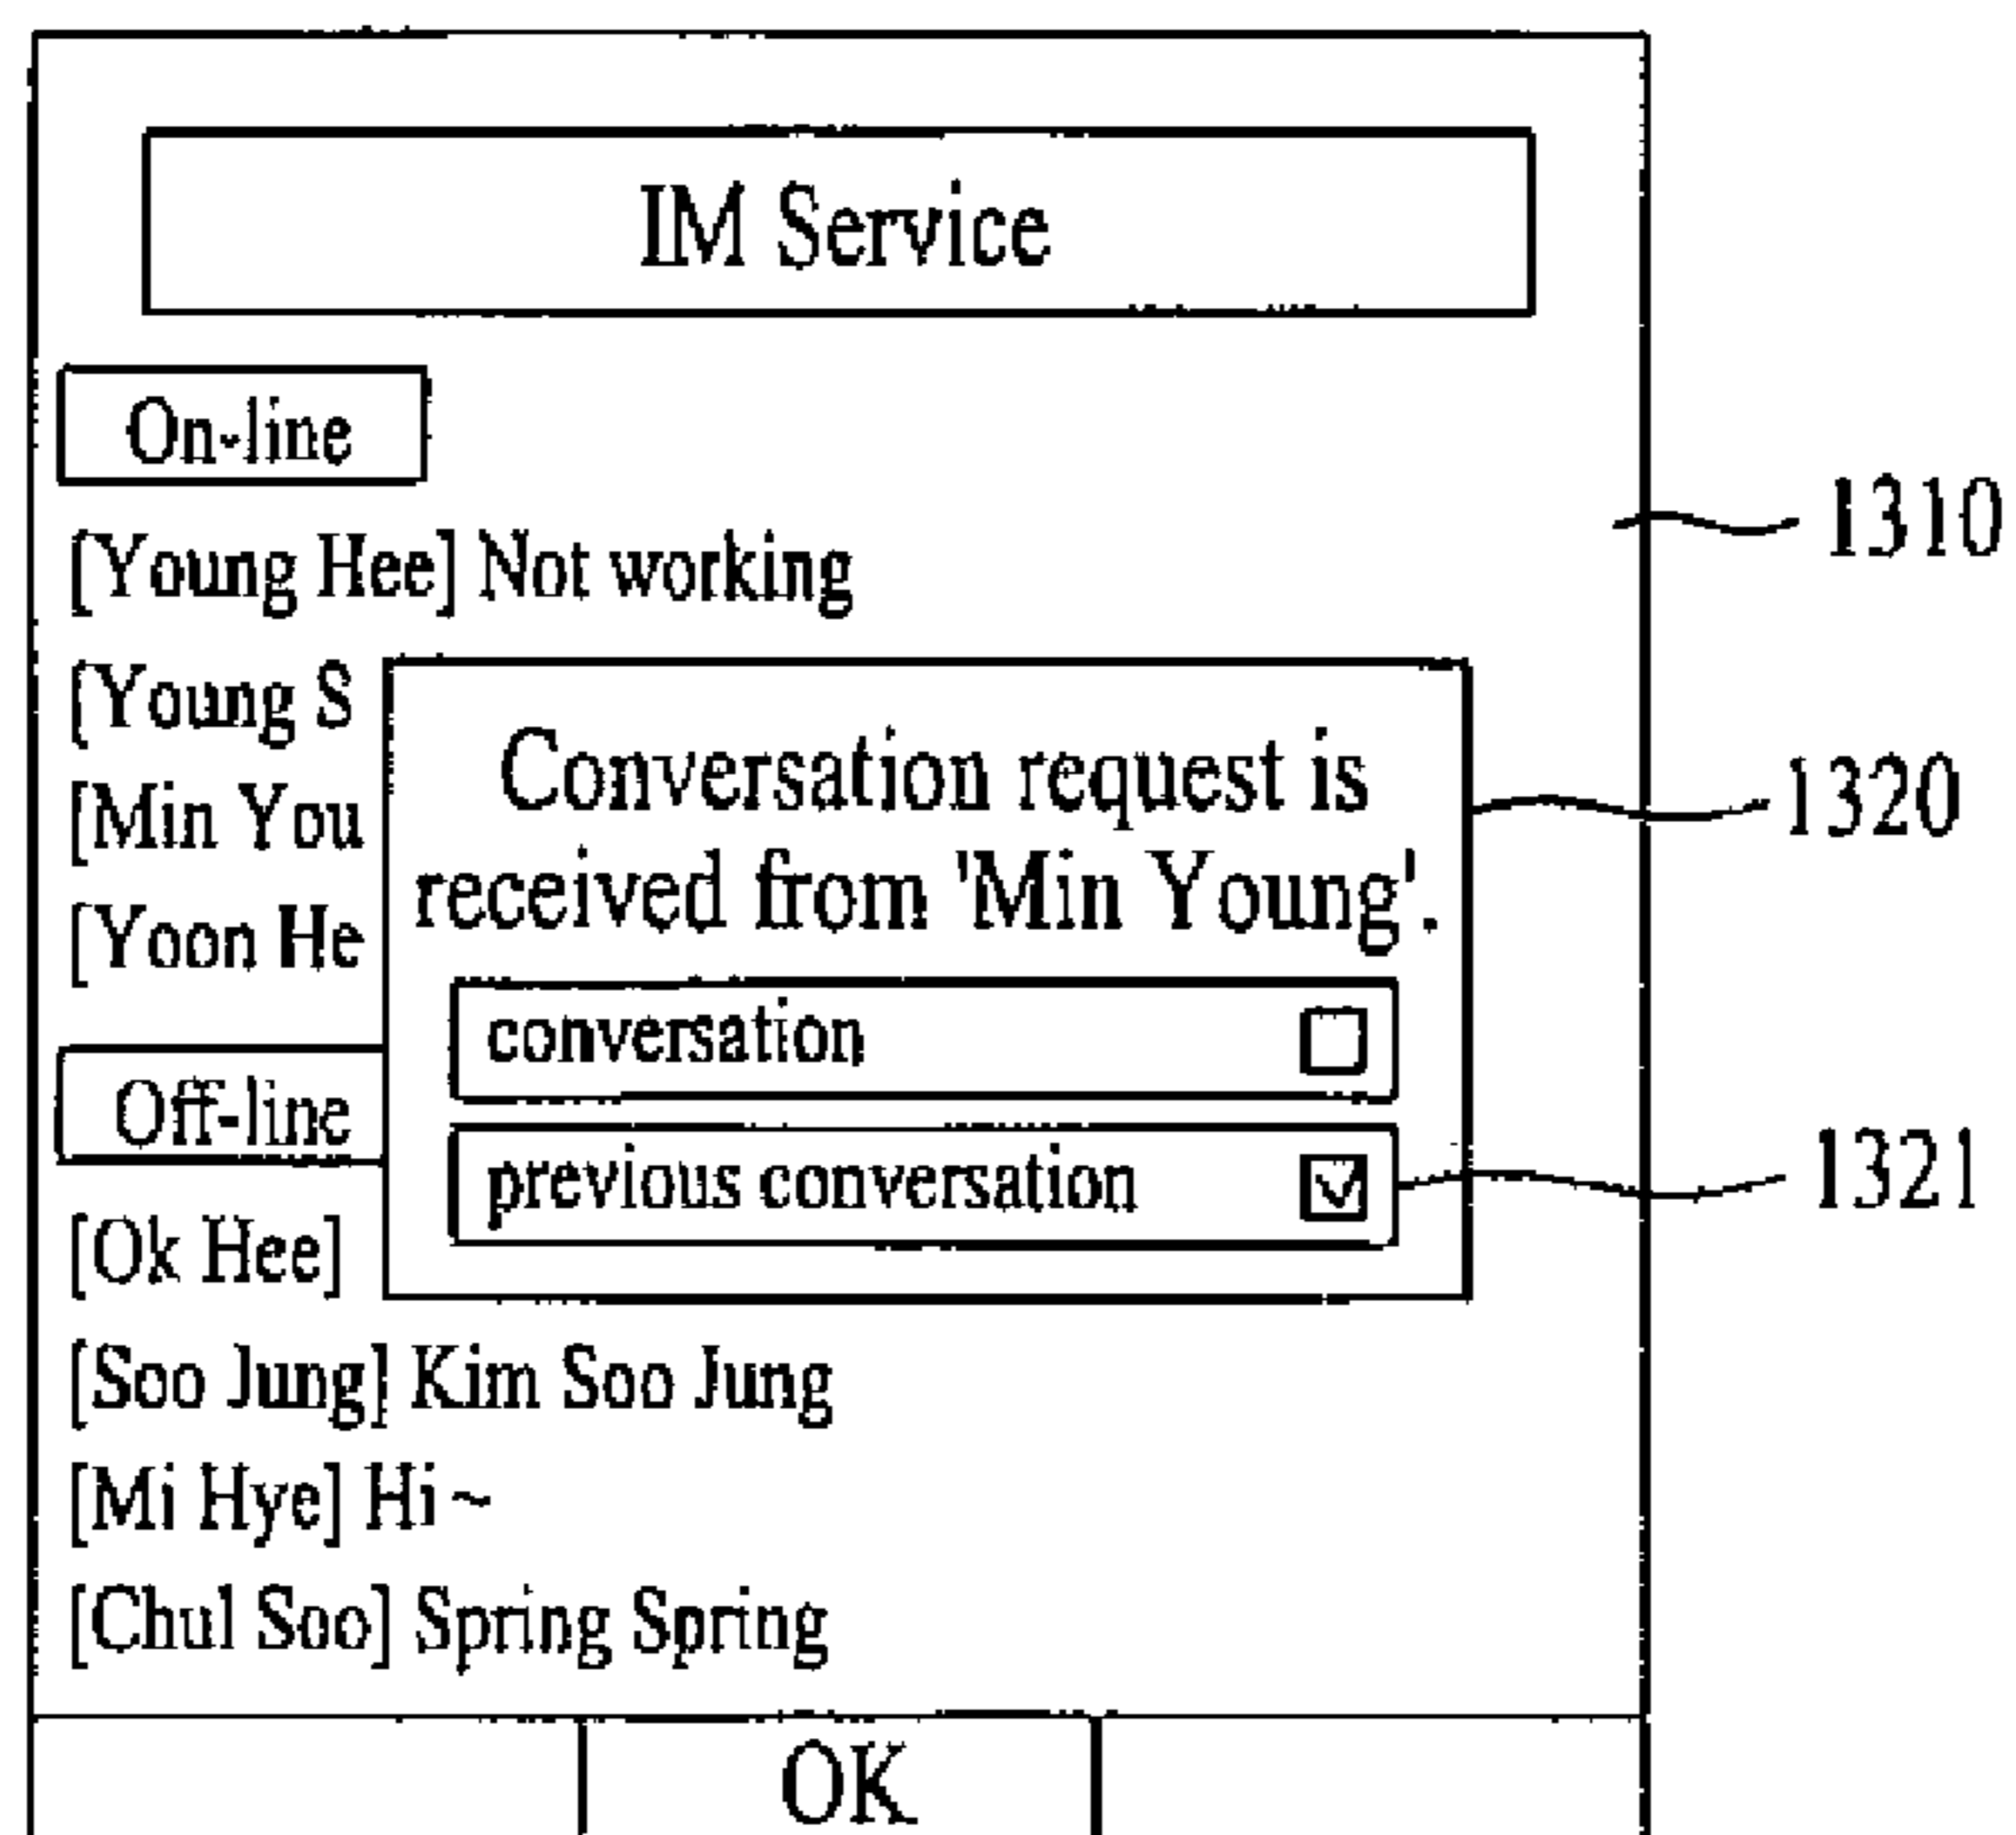 IM Service
On-line
[Young Hee] Not working
[Young S
[Min You
[Yoon He
Conversation request is
received from 'Min Young'.
conversation
previous conversation
Off-line
[Ok Hee]
[Soo Jung] Kim Soo Jung
[Mi Hye] Hi ~
[Chul Soo] Spring Spring
OK
1310
1320
1321